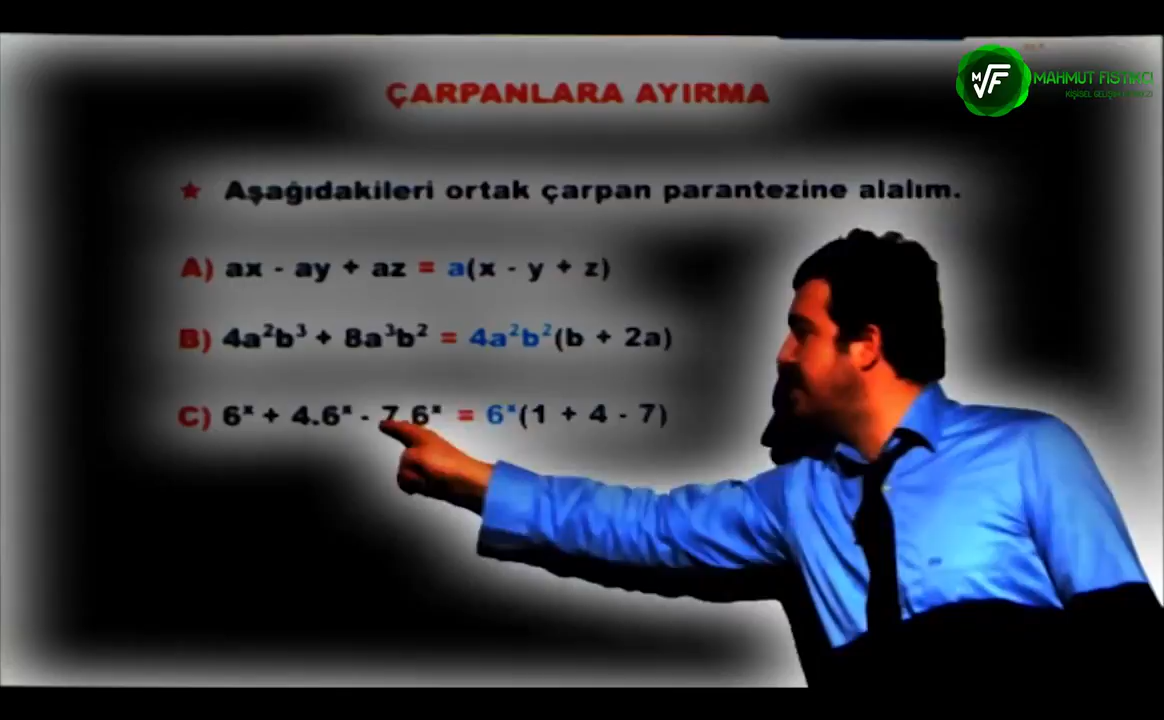 MAHMUT FISTIKÇI
ÇARPANLARA AYIRMA
★ Aşağıdakileri ortak çarpan parantezine alalım.
A) ax - ay + az = a(x - y + z)
B) 4a²b³ + 8a³b² = 4a²b²(b + 2a)
C) 6ˣ + 4.6ˣ - 7.6ˣ = 6ˣ(1 + 4 - 7)